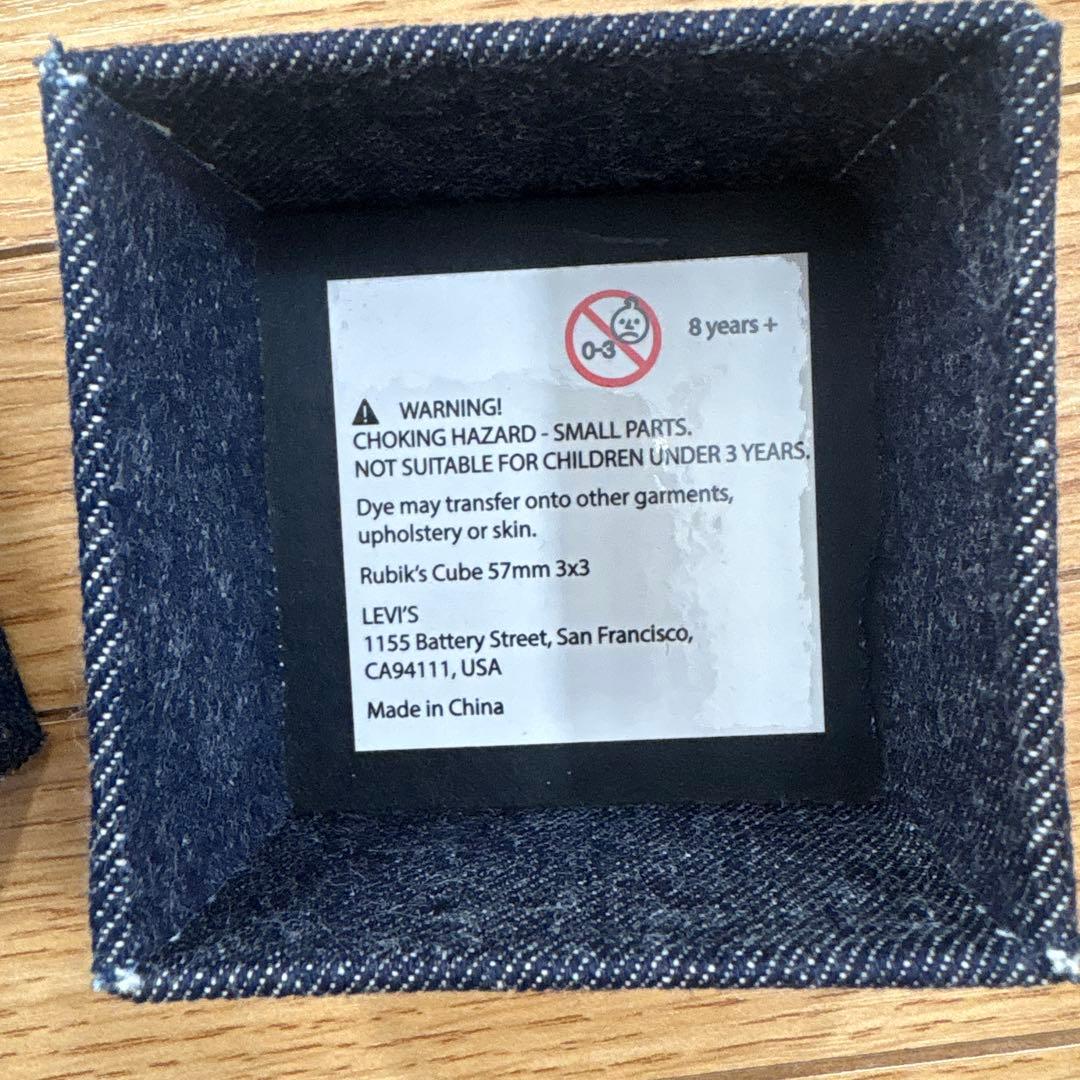 0-3
8 years +
WARNING!
CHOKING HAZARD - SMALL PARTS.
NOT SUITABLE FOR CHILDREN UNDER 3 YEARS.
Dye may transfer onto other garments,
upholstery or skin.
Rubik's Cube 57mm 3x3
LEVI'S
1155 Battery Street, San Francisco,
CA94111, USA
Made in China